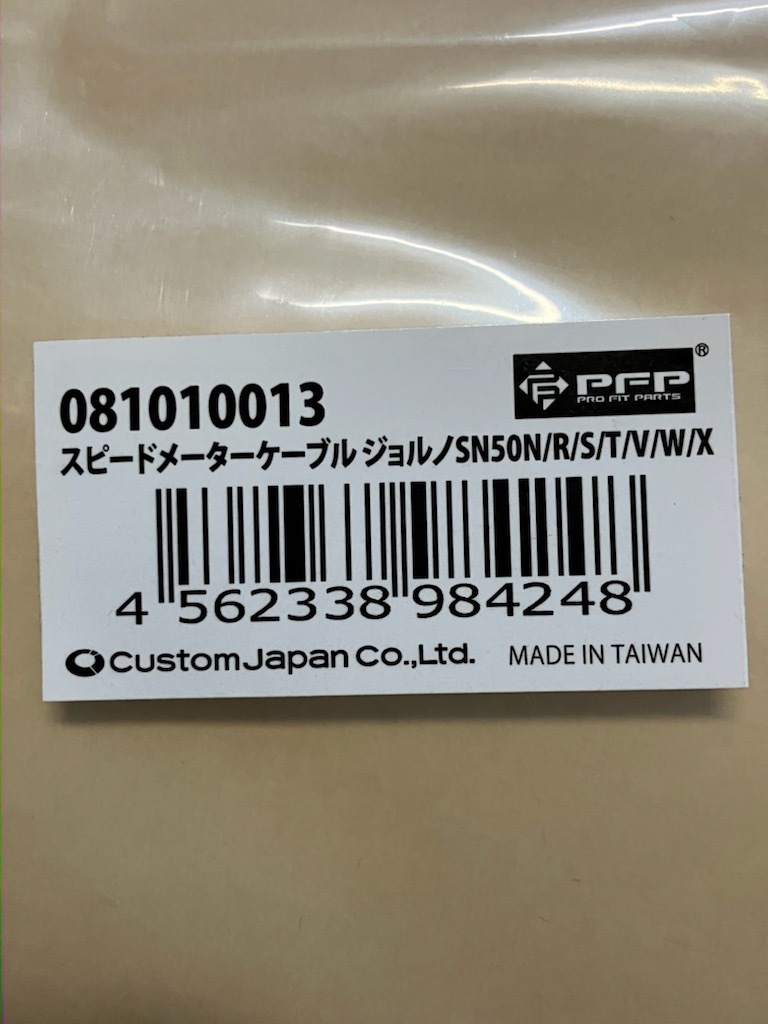 081010013
PFP®
PRO FIT PARTS
スピードメーターケーブル ジョルノSN50N/R/S/T/V/W/X
4 562338 984248
CustomJapan Co.,Ltd. MADE IN TAIWAN